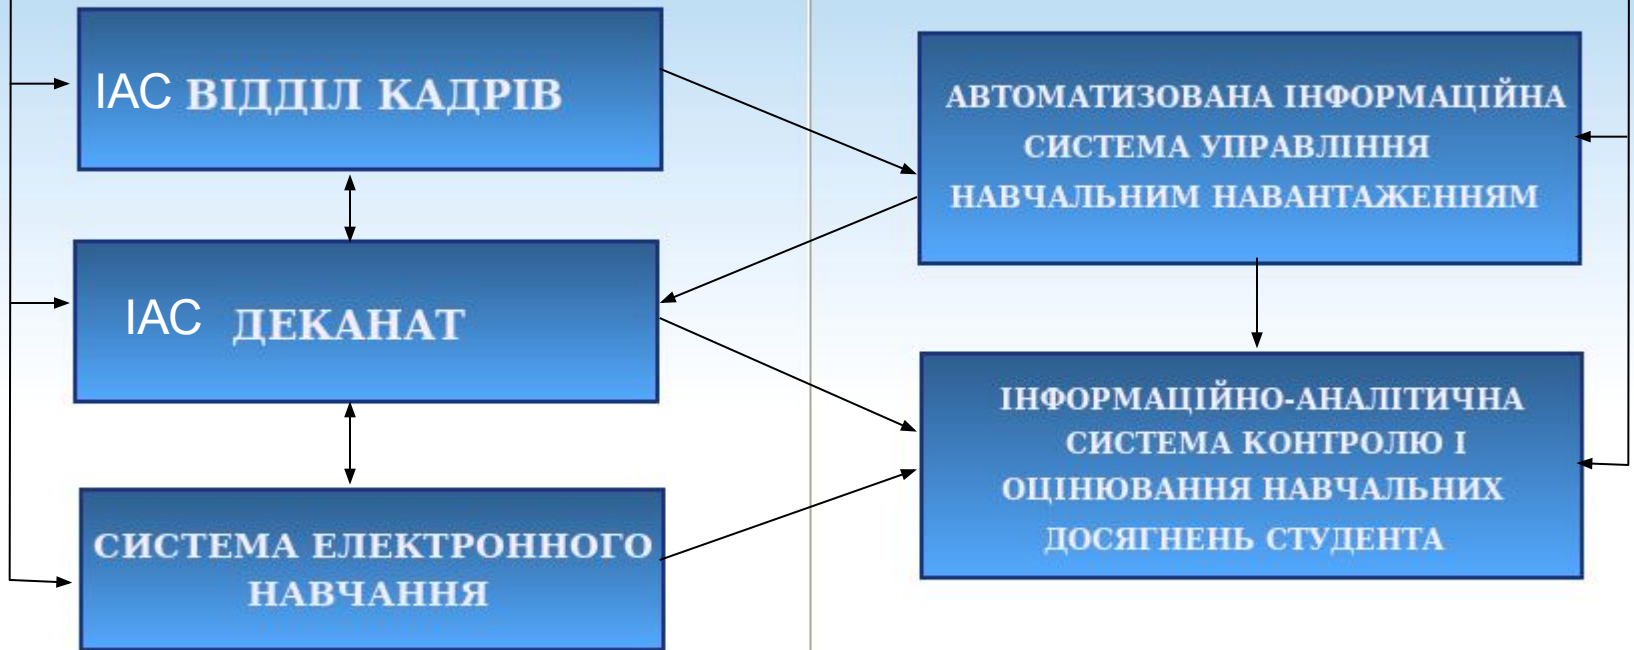 ІАС ВІДДІЛ КАДРІВ
ІАС ДЕКАНАТ
СИСТЕМА ЕЛЕКТРОННОГО
НАВЧАННЯ
АВТОМАТИЗОВАНА ІНФОРМАЦІЙНА
СИСТЕМА УПРАВЛІННЯ
НАВЧАЛЬНИМ НАВАНТАЖЕННЯМ
ІНФОРМАЦІЙНО-АНАЛІТИЧНА
СИСТЕМА КОНТРОЛЮ І
ОЦІНЮВАННЯ НАВЧАЛЬНИХ
ДОСЯГНЕНЬ СТУДЕНТА